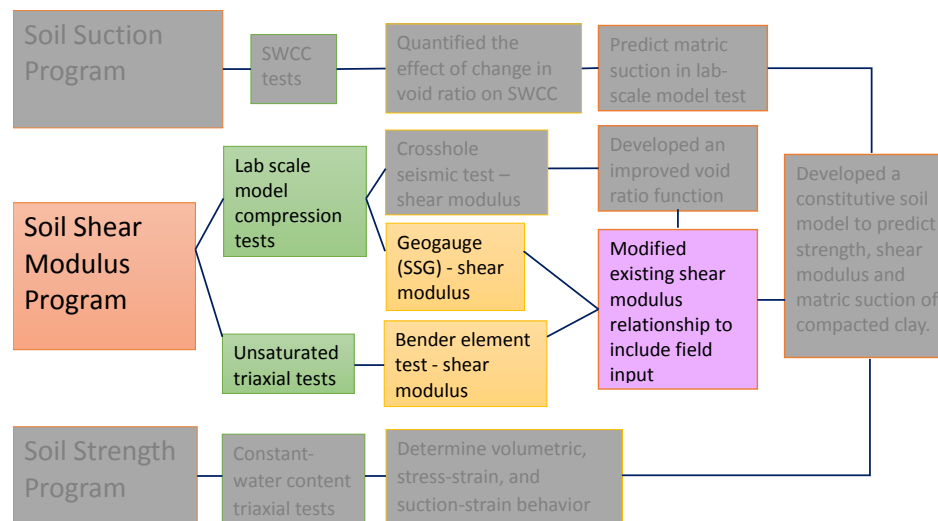 Soil Suction
Program
SWCC
tests
Quantified the
effect of change in
void ratio on SWCC
Predict matric
suction in lab-
scale model test
Soil Shear
Modulus
Program
Lab scale
model
compression
tests
Crosshole
seismic test –
shear modulus
Developed an
improved void
ratio function
Geogauge
(SSG) - shear
modulus
Unsaturated
triaxial tests
Bender element
test - shear
modulus
Modified
existing shear
modulus
relationship to
include field
input
Developed a
constitutive soil
model to predict
strength, shear
modulus and
matric suction of
compacted clay.
Soil Strength
Program
Constant-
water content
triaxial tests
Determine volumetric,
stress-strain, and
suction-strain behavior